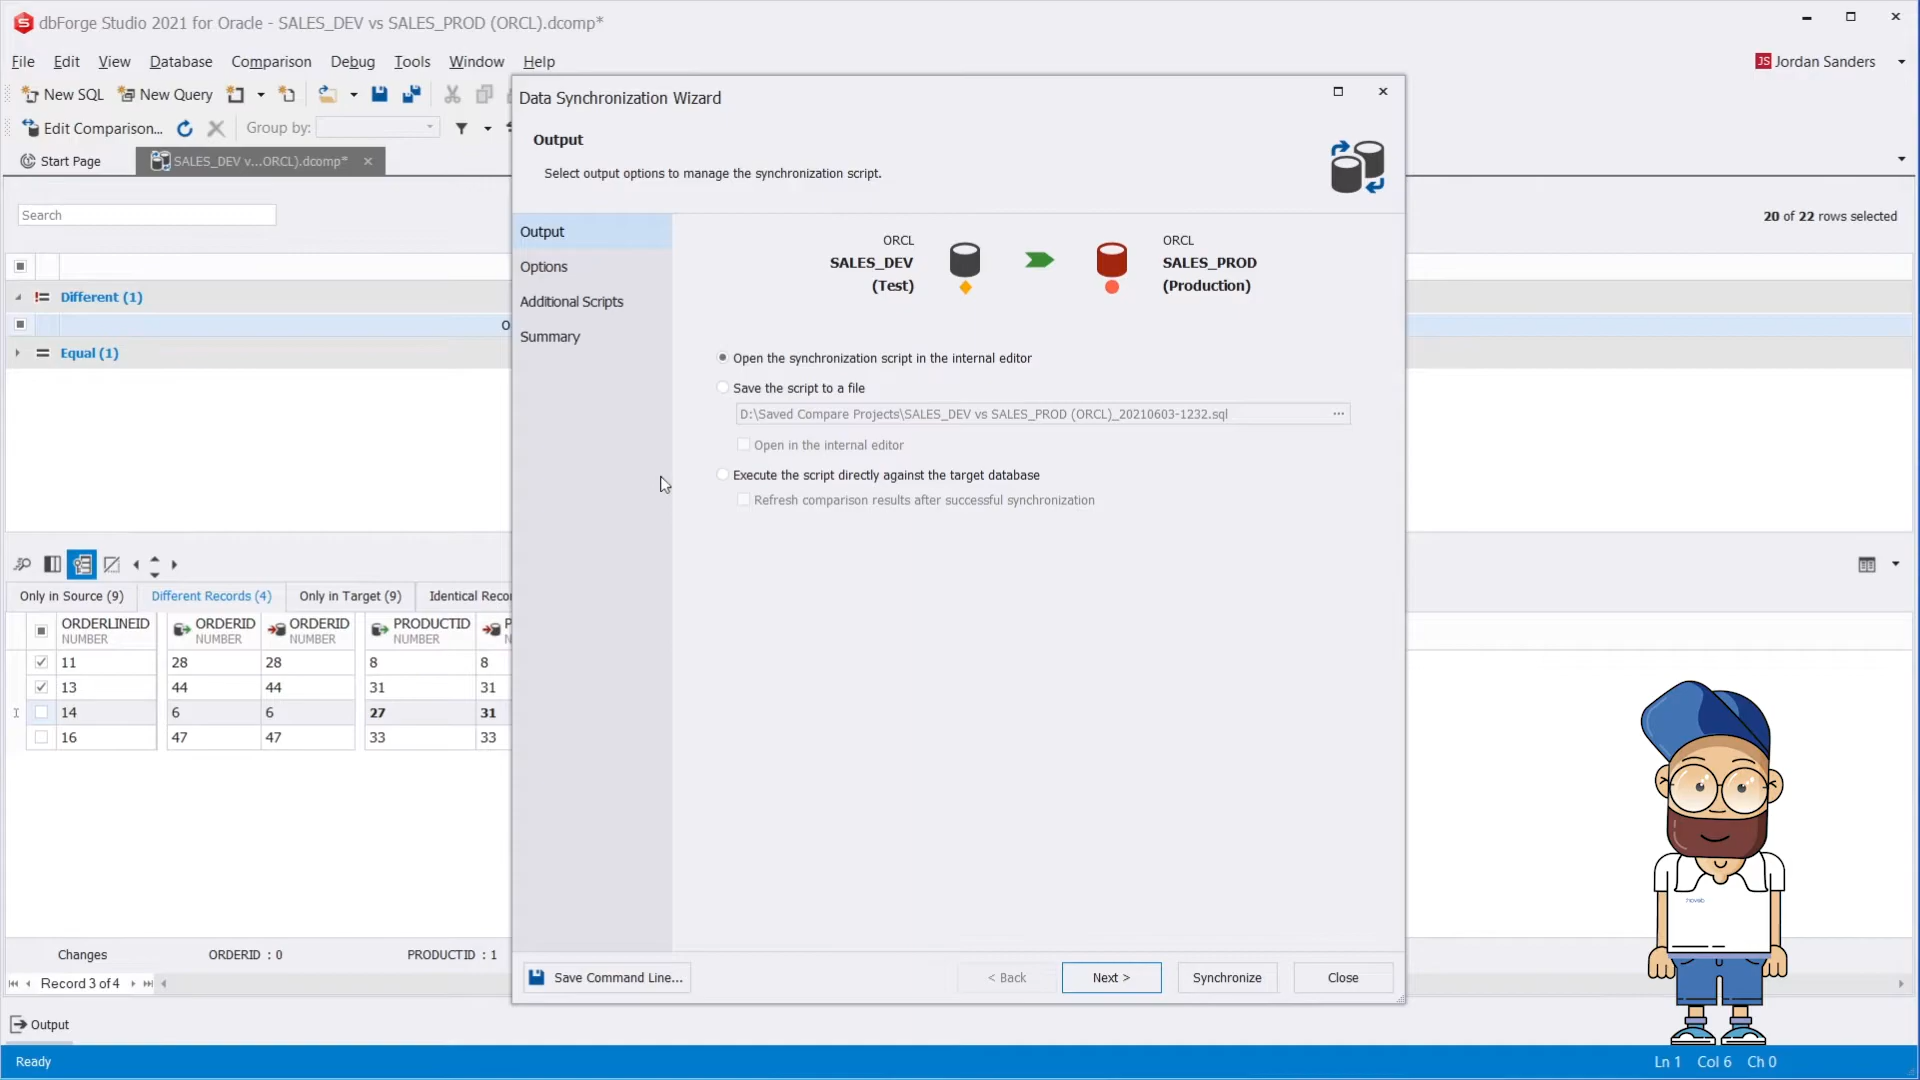 dbForge Studio 2021 for Oracle - SALES_DEV vs SALES_PROD (ORCL).dcomp*
File Edit View Database Comparison Debug Tools Window Help
JS Jordan Sanders
New SQL New Query
Edit Comparison... Group by:
Start Page SALES_DEV v...ORCL).dcomp*
Search
20 of 22 rows selected
Different (1)
O
Equal (1)
Data Synchronization Wizard
Output
Select output options to manage the synchronization script.
Output
Options
Additional Scripts
Summary
ORCL
SALES_DEV
(Test)
ORCL
SALES_PROD
(Production)
Open the synchronization script in the internal editor
Save the script to a file
D:\Saved Compare Projects\SALES_DEV vs SALES_PROD (ORCL)_20210603-1232.sql ...
Open in the internal editor
Execute the script directly against the target database
Refresh comparison results after successful synchronization
Save Command Line... < Back Next > Synchronize Close
Only in Source (9) Different Records (4) Only in Target (9) Identical Reco
ORDERLINEID ORDERID ORDERID PRODUCTID P
NUMBER NUMBER NUMBER NUMBER N
11 28 28 8 8
13 44 44 31 31
14 6 6 27 31
16 47 47 33 33
Changes ORDERID : 0 PRODUCTID : 1
Record 3 of 4
Output
Ready
Ln 1 Col 6 Ch 0